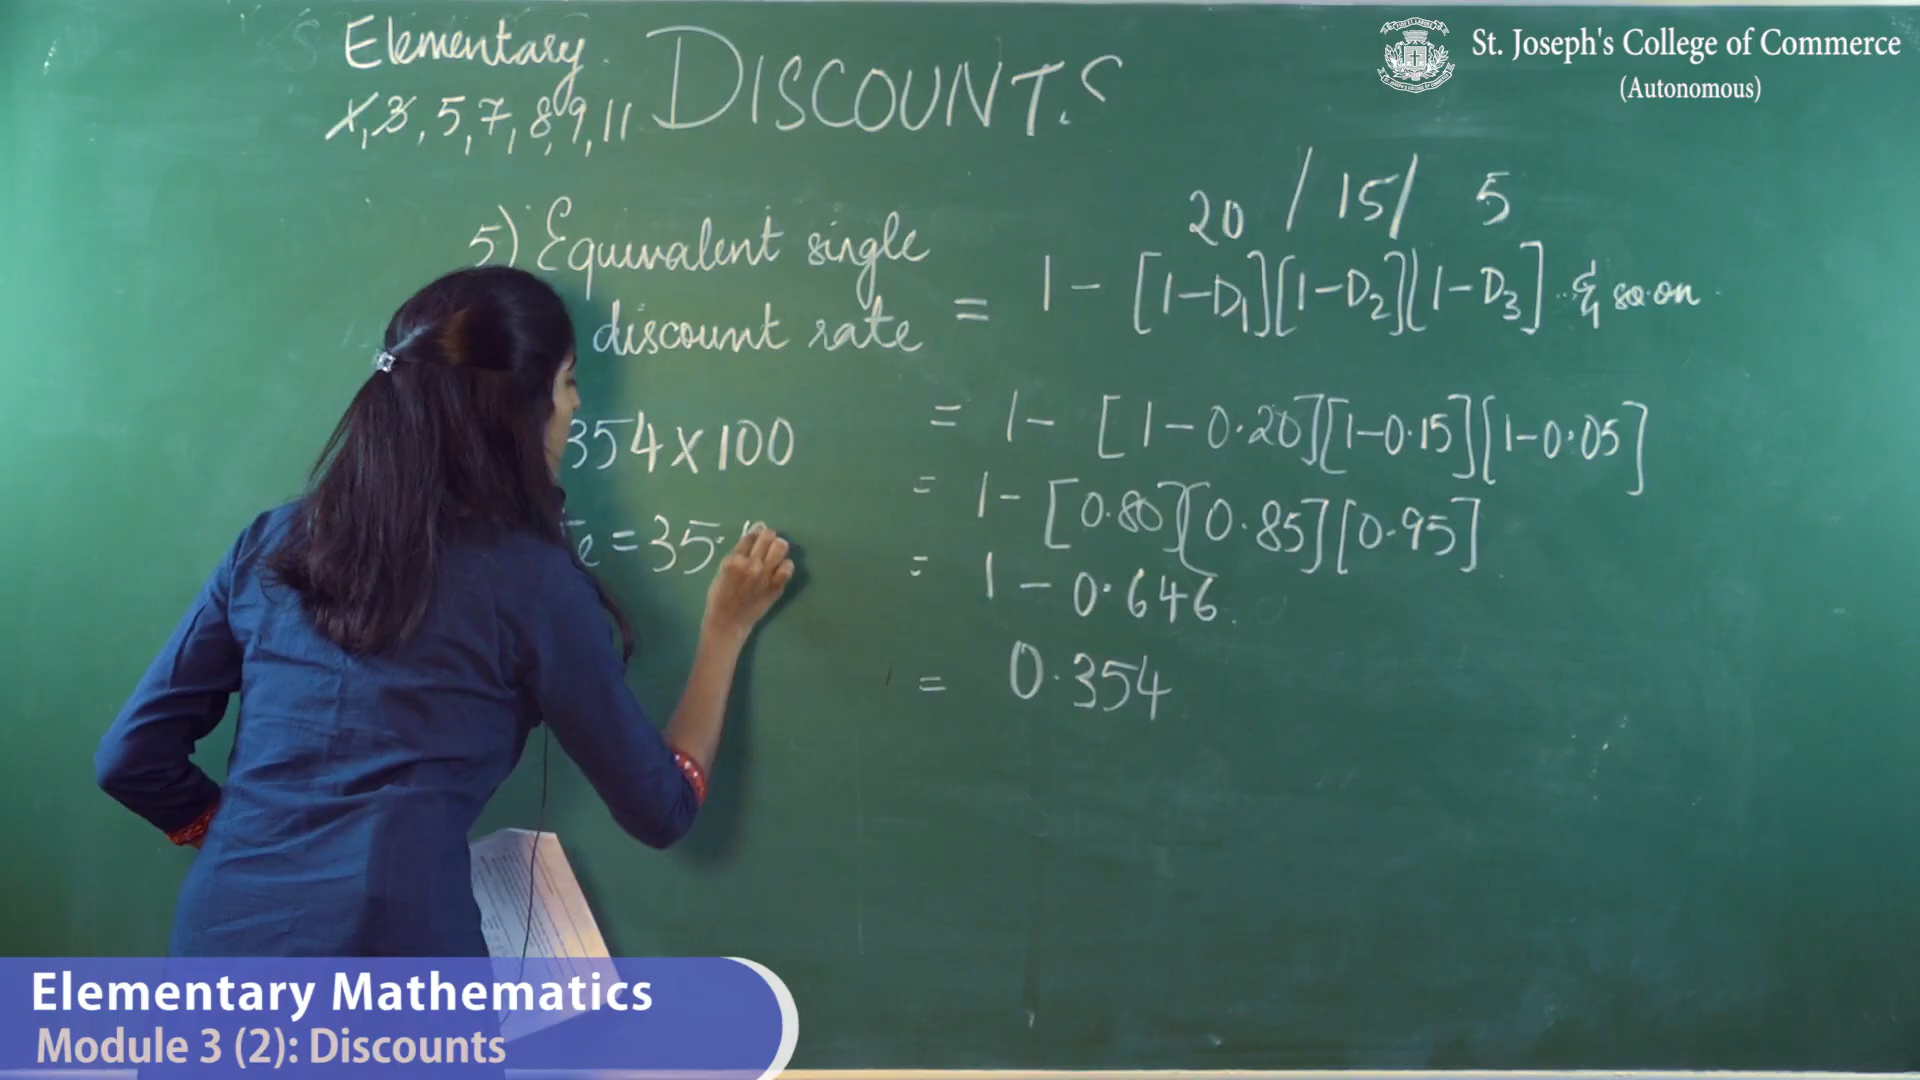 St. Joseph's College of Commerce
(Autonomous)
Elementary
1, 3, 5, 7, 8, 9, 11
DISCOUNTS
20 / 15 / 5
5) Equivalent single
discount rate = 1 - [1-D1][1-D2][1-D3] & so on
= 1 - [1-0.20][1-0.15][1-0.05]
354 X 100
= 1 - [0.80][0.85][0.95]
= 35.
= 1 - 0.646
= 0.354
Elementary Mathematics
Module 3 (2): Discounts